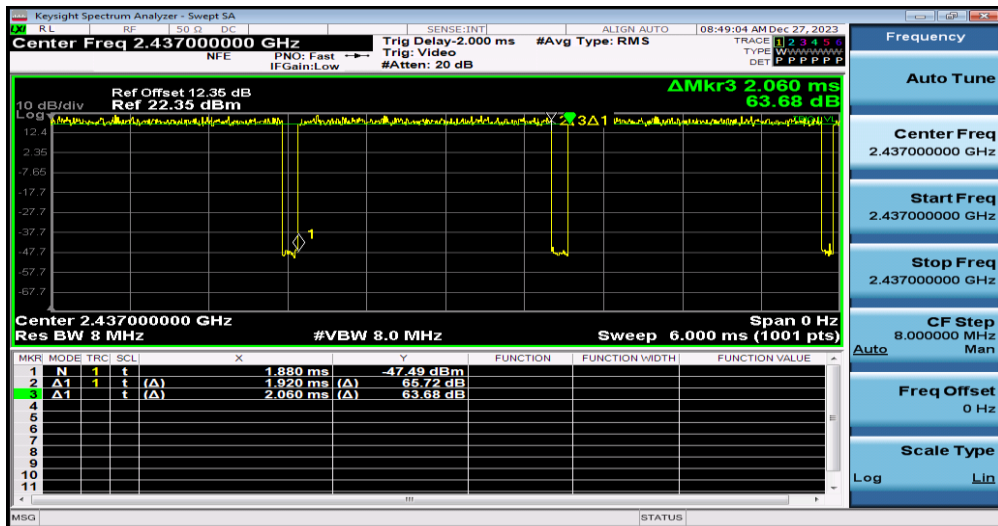 Keysight Spectrum Analyzer - Swept SA
LXI RL RF 50 Ω DC SENSE:INT ALIGN AUTO 08:49:04 AM Dec 27, 2023
Center Freq 2.437000000 GHz Trig Delay-2.000 ms #Avg Type: RMS TRACE 1 2 3 4 5 6
NFE PNO: Fast Trig: Video TYPE WWWWWW
IFGain:Low #Atten: 20 dB DET P P P P P P
Frequency
Auto Tune
Center Freq
2.437000000 GHz
Start Freq
2.437000000 GHz
Stop Freq
2.437000000 GHz
CF Step
8.000000 MHz
Auto Man
Freq Offset
0 Hz
Scale Type
Log Lin
ΔMkr3 2.060 ms
63.68 dB
Ref Offset 12.35 dB
10 dB/div Ref 22.35 dBm
Log
2 3Δ1
12.4
2.35
-7.65
-17.7
-27.7
-37.7
1
-47.7
-57.7
-67.7
Center 2.437000000 GHz Span 0 Hz
Res BW 8 MHz #VBW 8.0 MHz Sweep 6.000 ms (1001 pts)
MKR MODE TRC SCL X Y FUNCTION FUNCTION WIDTH FUNCTION VALUE
1 N 1 t 1.880 ms -47.49 dBm
2 Δ1 1 t (Δ) 1.920 ms (Δ) 65.72 dB
3 Δ1 t (Δ) 2.060 ms (Δ) 63.68 dB
4
5
6
7
8
9
10
11
MSG STATUS